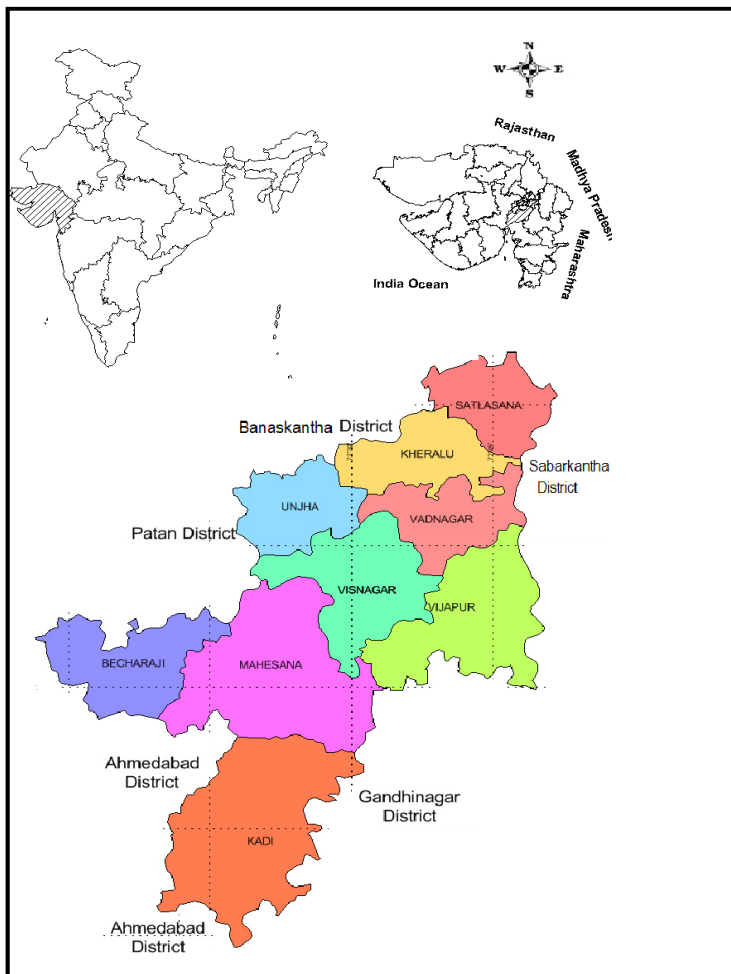 N
W E
S
Rajasthan
Madhya Pradesh
Maharashtra
India Ocean
SATLASANA
Banaskantha District
KHERALU
Sabarkantha
District
UNJHA
VADNAGAR
Patan District
VISNAGAR
VIJAPUR
BECHARAJI
MAHESANA
Ahmedabad
District
Gandhinagar
District
KADI
Ahmedabad
District